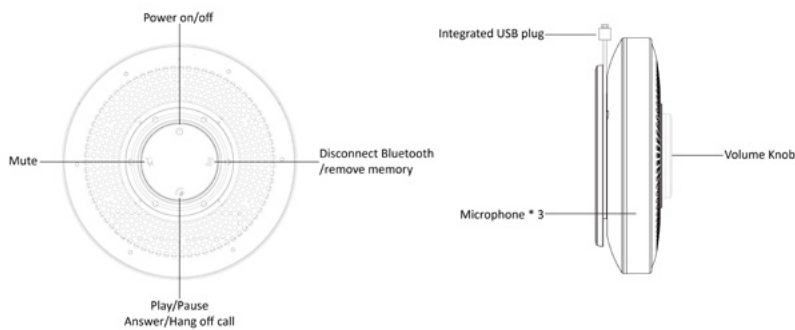 Power on/off
Mute
Disconnect Bluetooth
/remove memory
Play/Pause
Answer/Hang off call
Integrated USB plug
Volume Knob
Microphone * 3